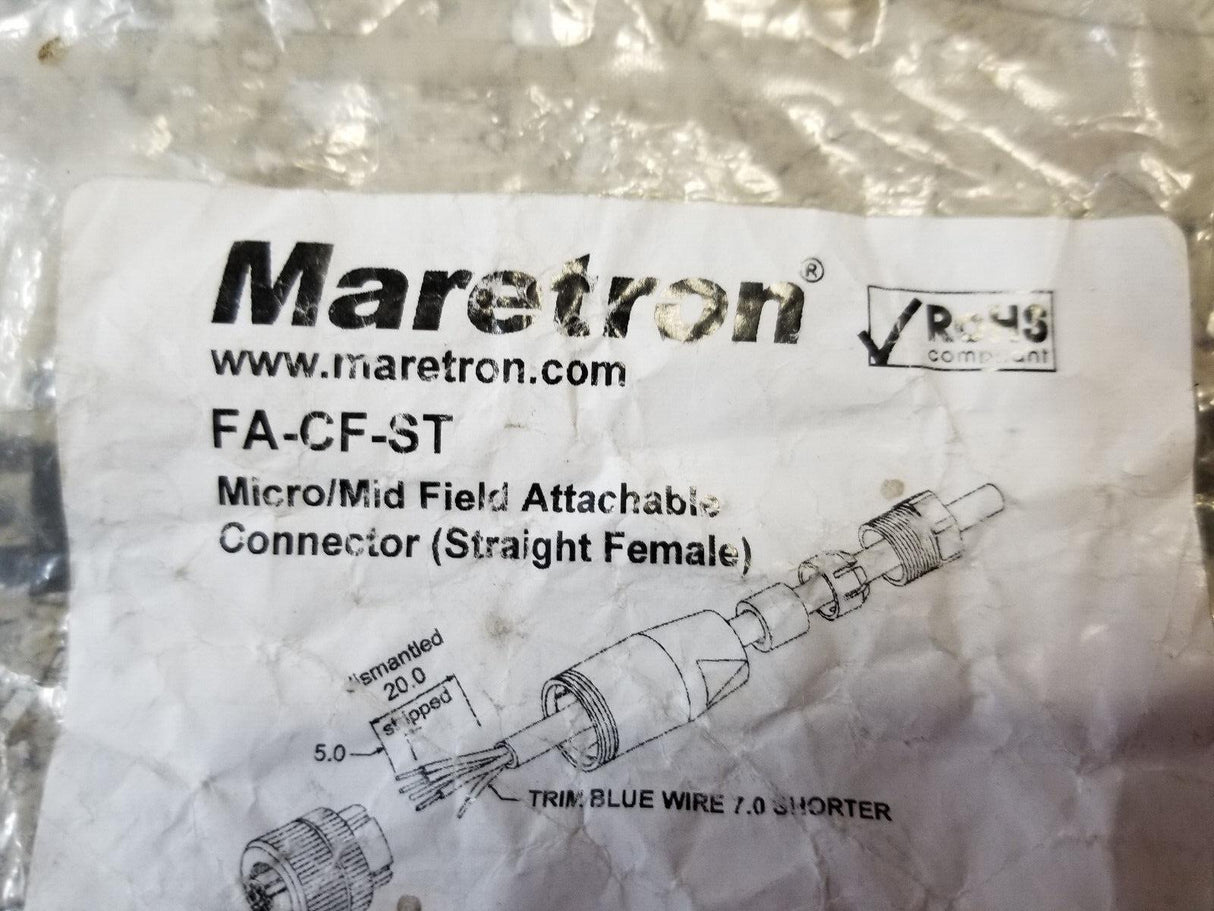 Maretron®
www.maretron.com
RoHS
compliant
FA-CF-ST
Micro/Mid Field Attachable
Connector (Straight Female)
dismantled
20.0
stripped
5.0
TRIM BLUE WIRE 7.0 SHORTER